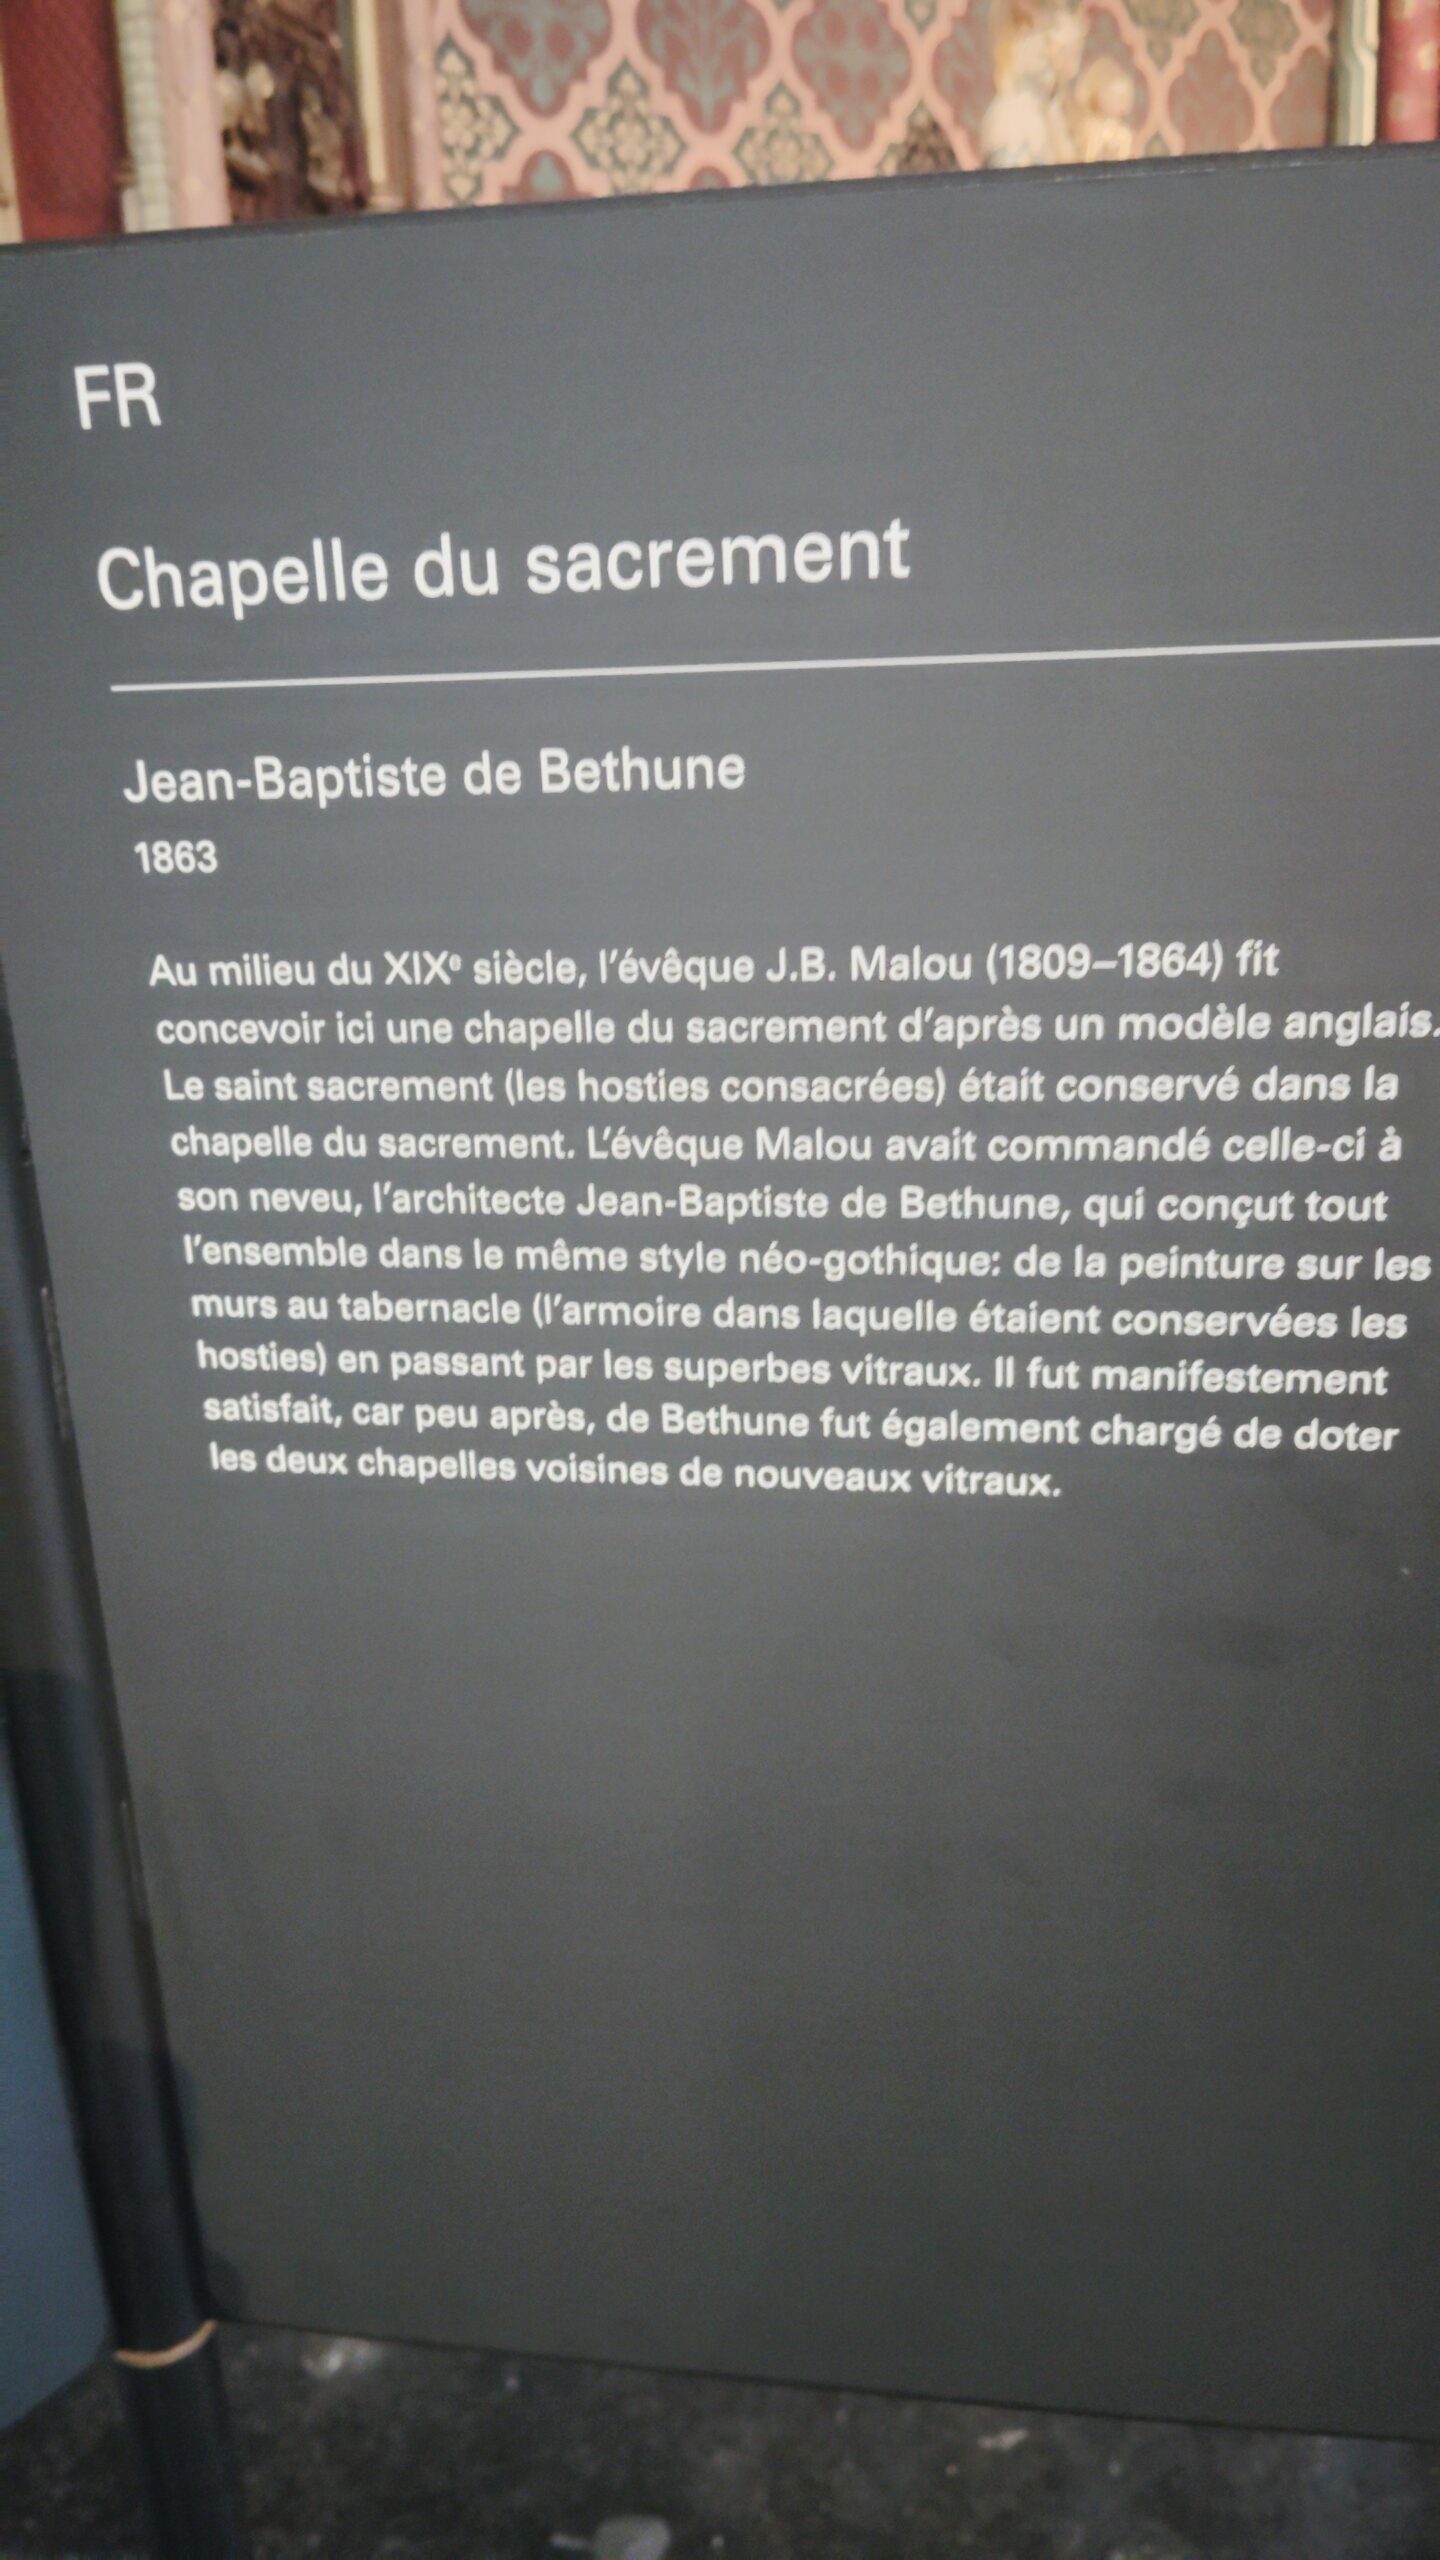 FR
Chapelle du sacrement
Jean-Baptiste de Bethune
1863
Au milieu du XIXᵉ siècle, l'évêque J.B. Malou (1809–1864) fit
concevoir ici une chapelle du sacrement d'après un modèle anglais.
Le saint sacrement (les hosties consacrées) était conservé dans la
chapelle du sacrement. L'évêque Malou avait commandé celle-ci à
son neveu, l'architecte Jean-Baptiste de Bethune, qui conçut tout
l'ensemble dans le même style néo-gothique: de la peinture sur les
murs au tabernacle (l'armoire dans laquelle étaient conservées les
hosties) en passant par les superbes vitraux. Il fut manifestement
satisfait, car peu après, de Bethune fut également chargé de doter
les deux chapelles voisines de nouveaux vitraux.